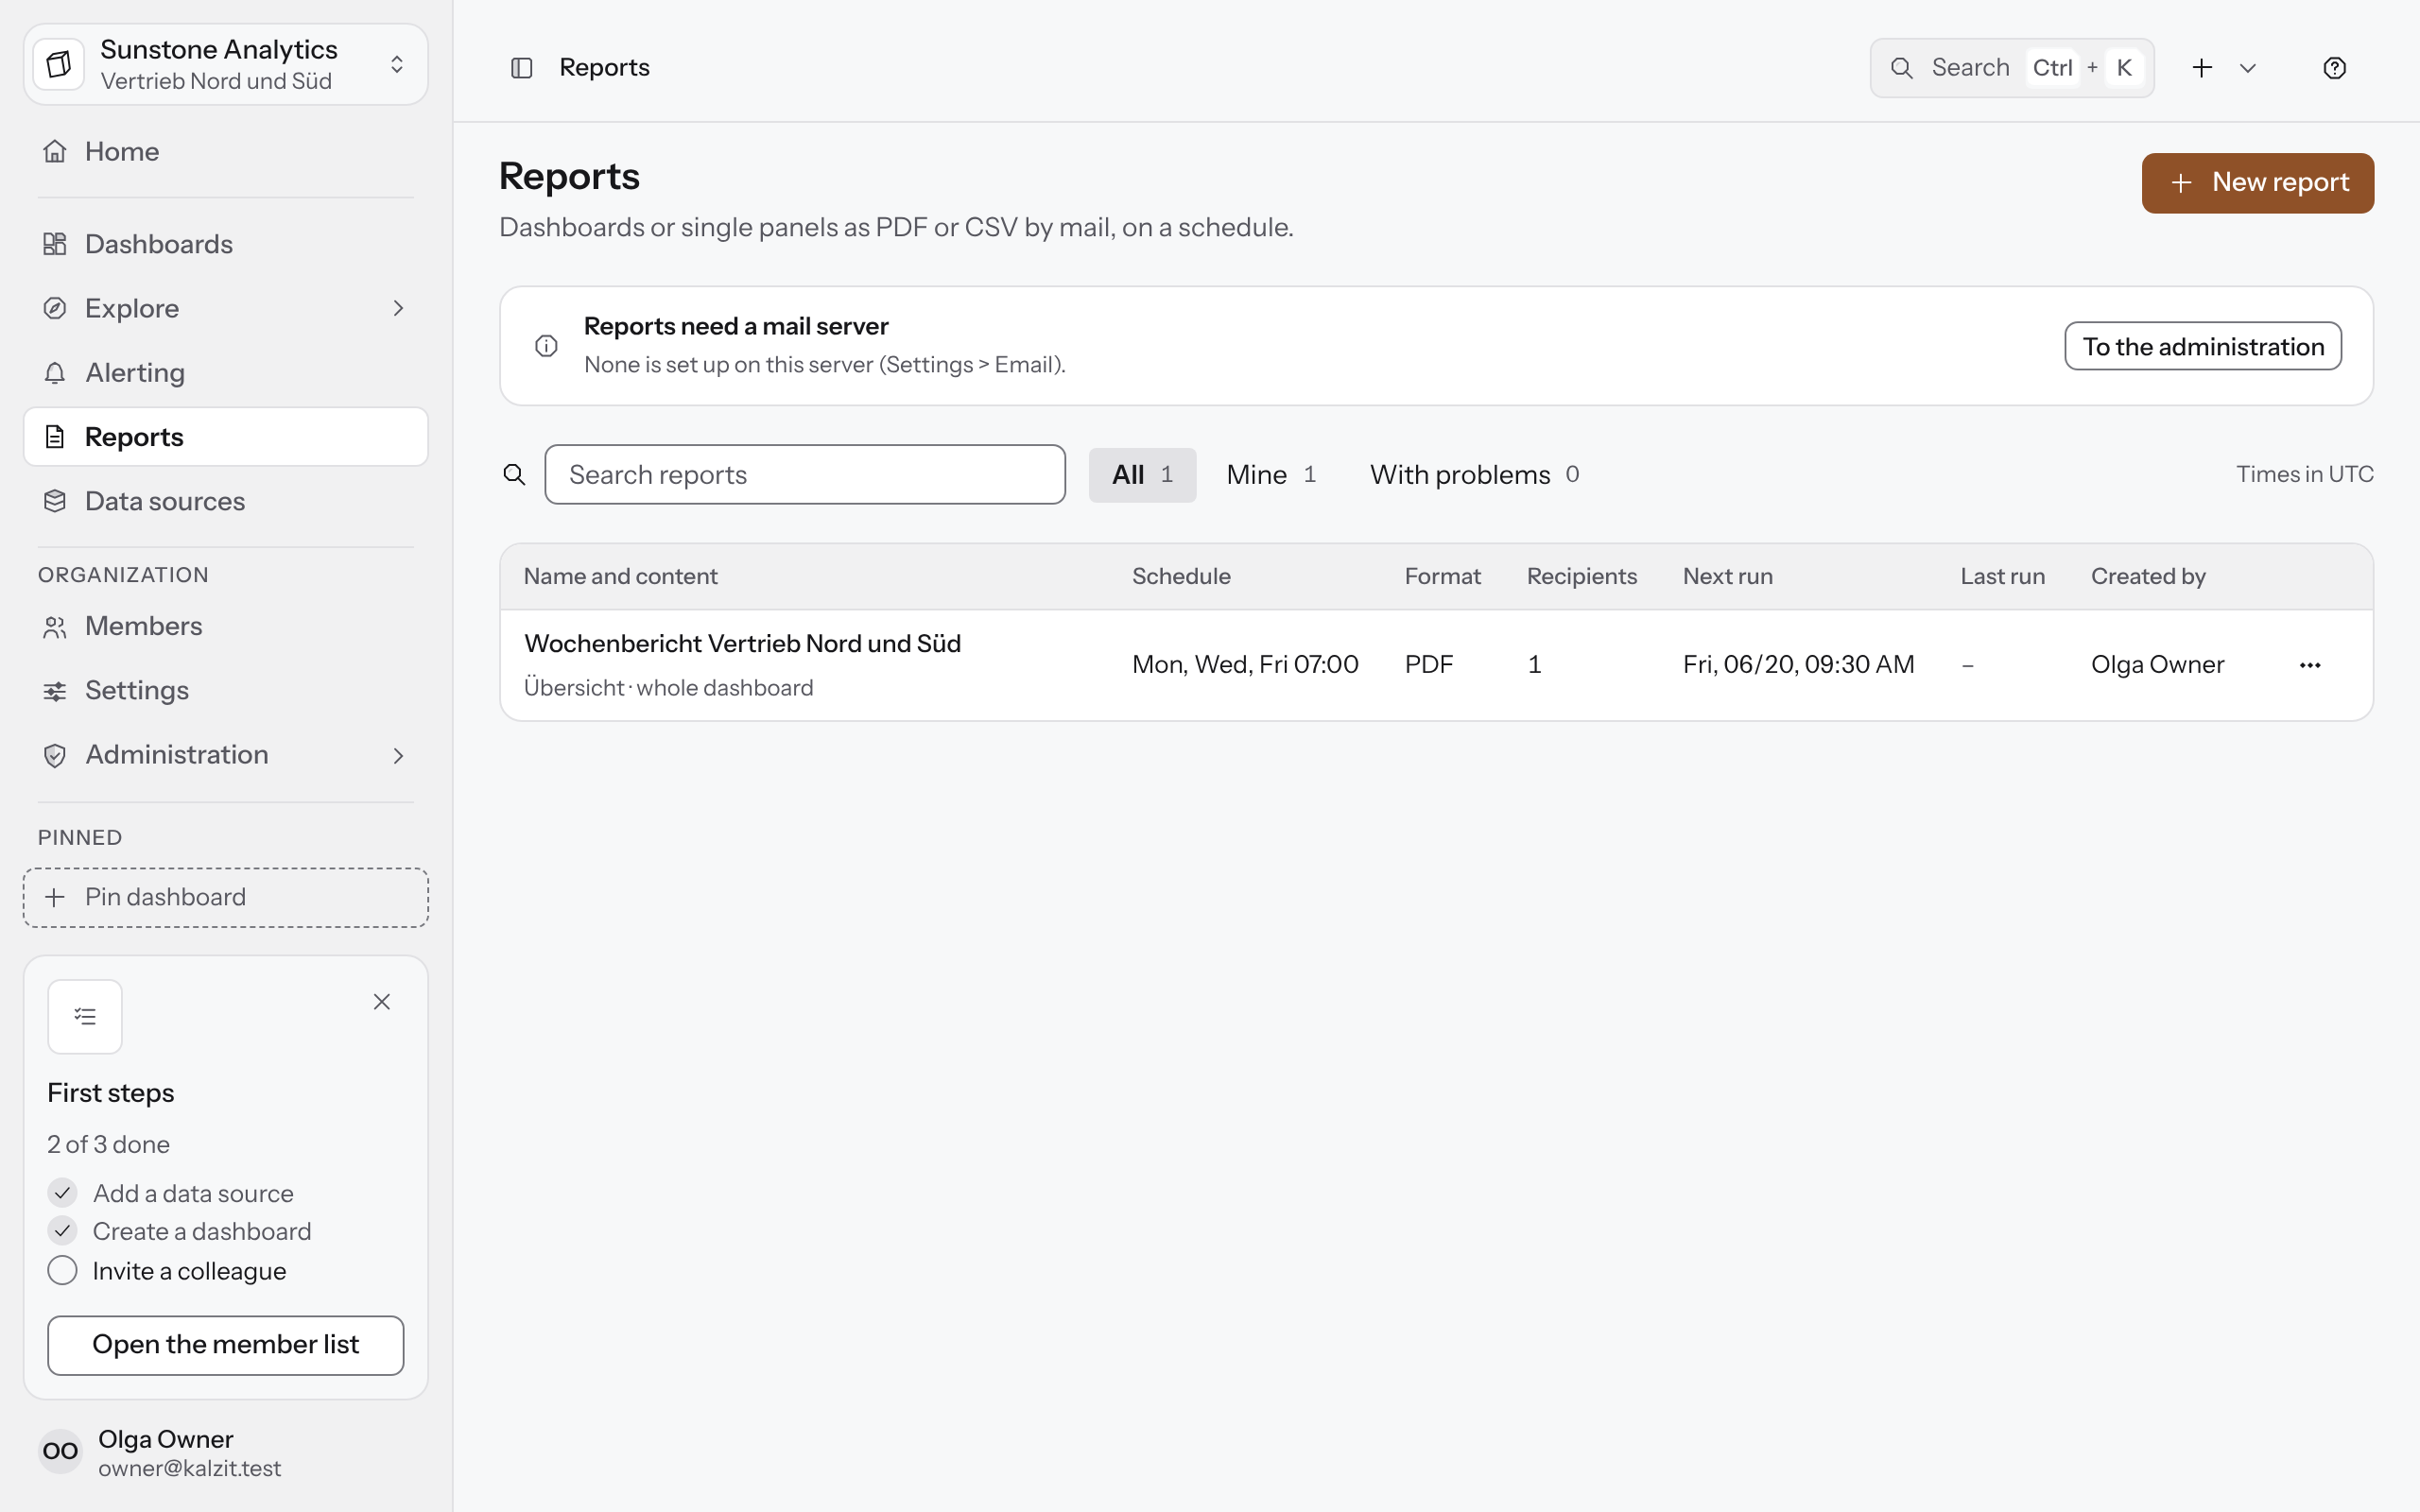 Sunstone Analytics
Vertrieb Nord und Süd
Home
Dashboards
Explore
Alerting
Reports
Data sources
ORGANIZATION
Members
Settings
Administration
PINNED
Pin dashboard
First steps
2 of 3 done
Add a data source
Create a dashboard
Invite a colleague
Open the member list
OO
Olga Owner
owner@kalzit.test
Reports
Search Ctrl + K
Reports
New report
Dashboards or single panels as PDF or CSV by mail, on a schedule.
Reports need a mail server
None is set up on this server (Settings > Email).
To the administration
Search reports
All 1 Mine 1 With problems 0
Times in UTC
Name and content Schedule Format Recipients Next run Last run Created by
Wochenbericht Vertrieb Nord und Süd
Übersicht · whole dashboard
Mon, Wed, Fri 07:00 PDF 1 Fri, 06/20, 09:30 AM – Olga Owner